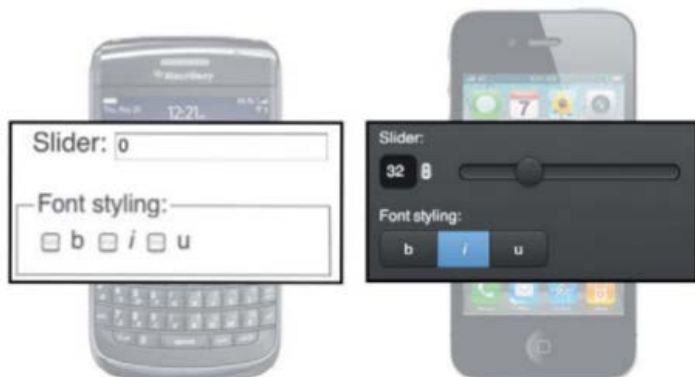 BlackBerry
12:21
7
Slider: 0
Font styling:
b i u
Slider:
32
Font styling:
b i u